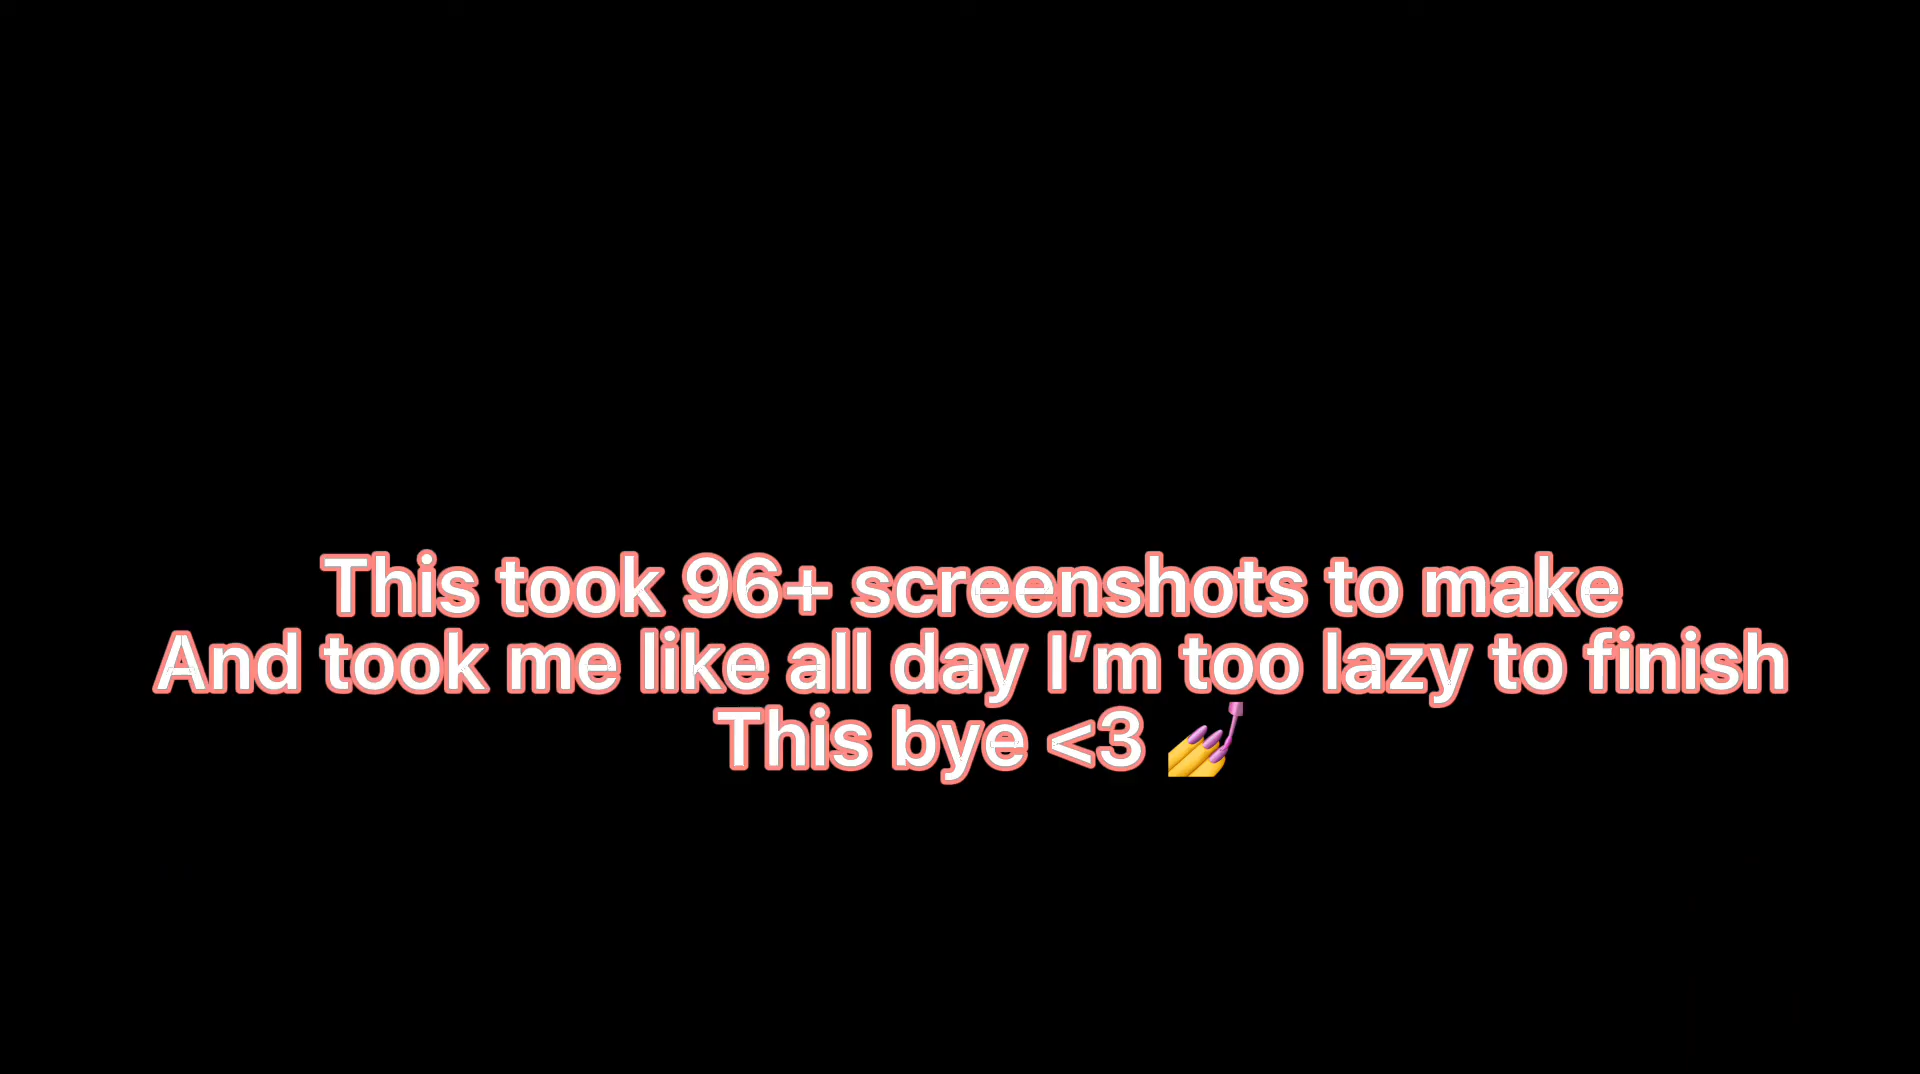 This took 96+ screenshots to make
And took me like all day I’m too lazy to finish
This bye <3 💅